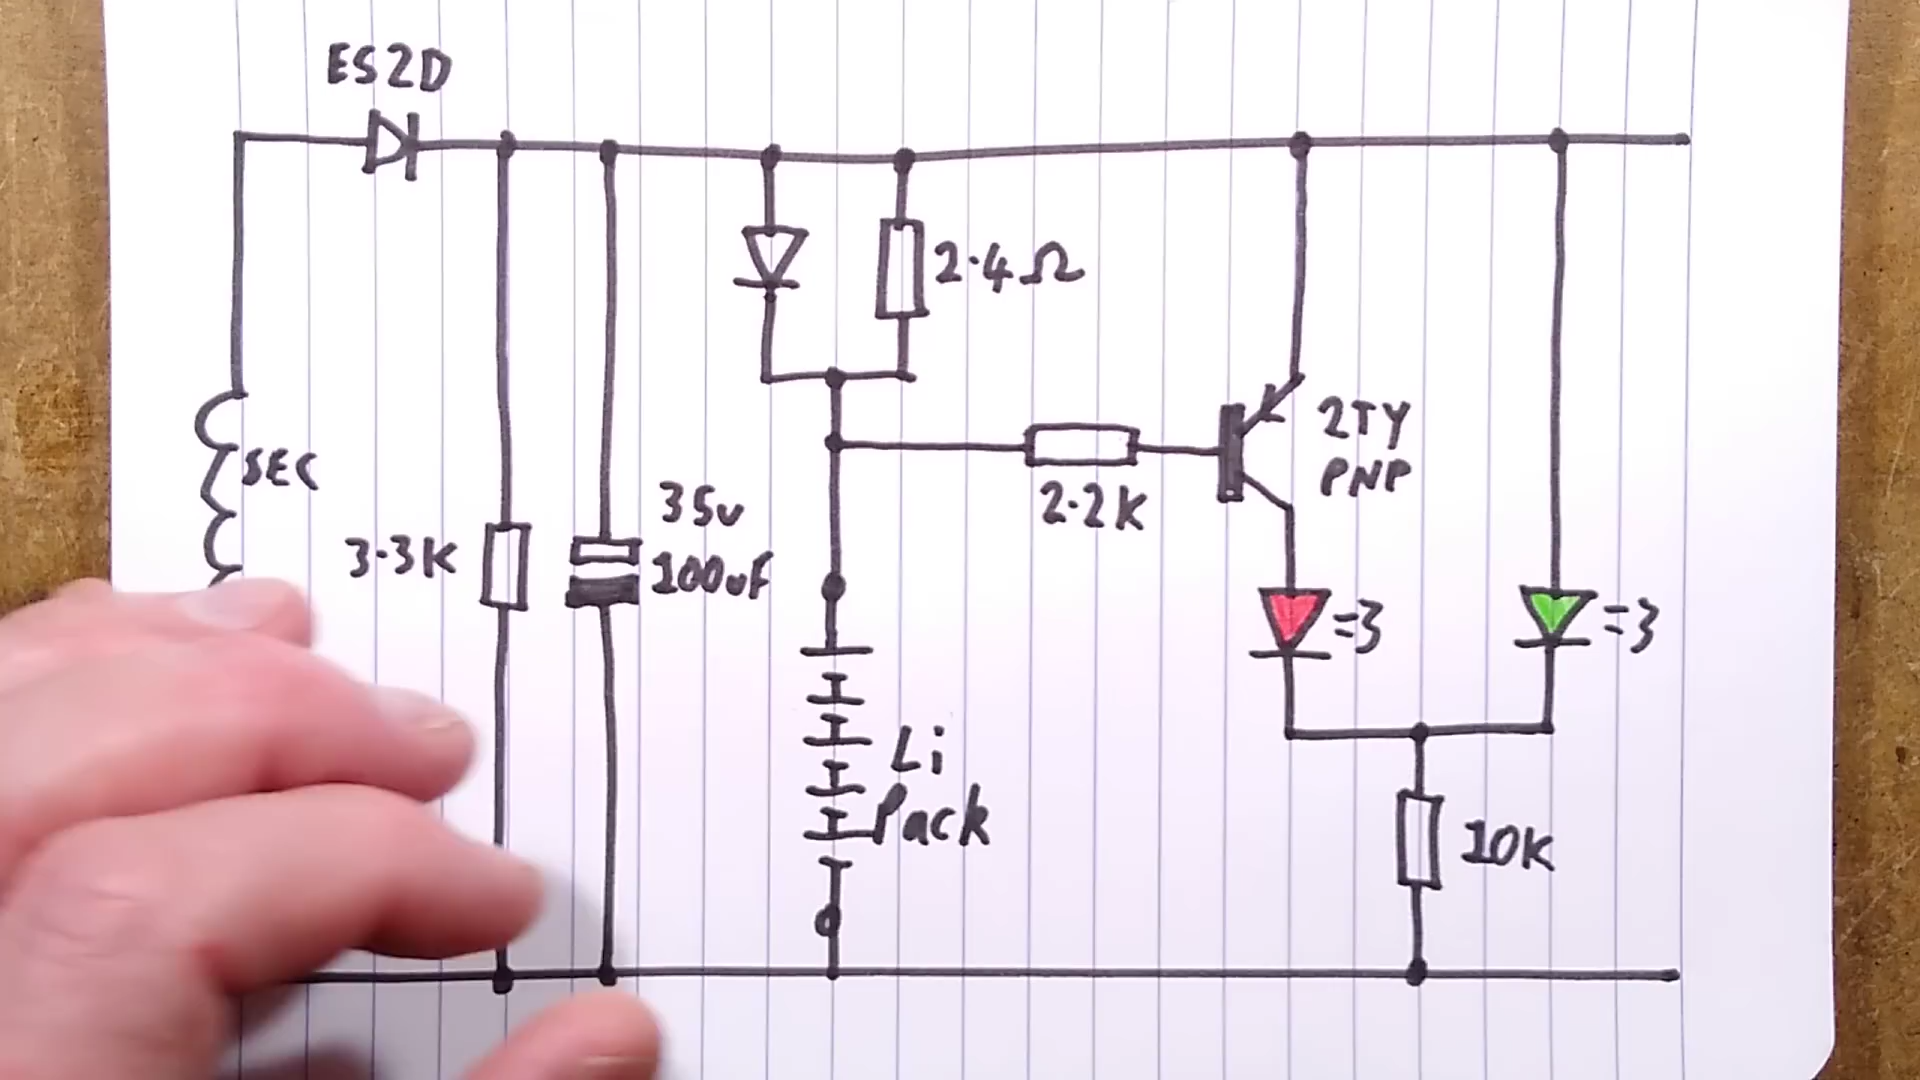 ES2D
2.4Ω
2TY
PNP
SEC
2.2K
35v
100uF
3.3K
=3
=3
Li
Pack
10K